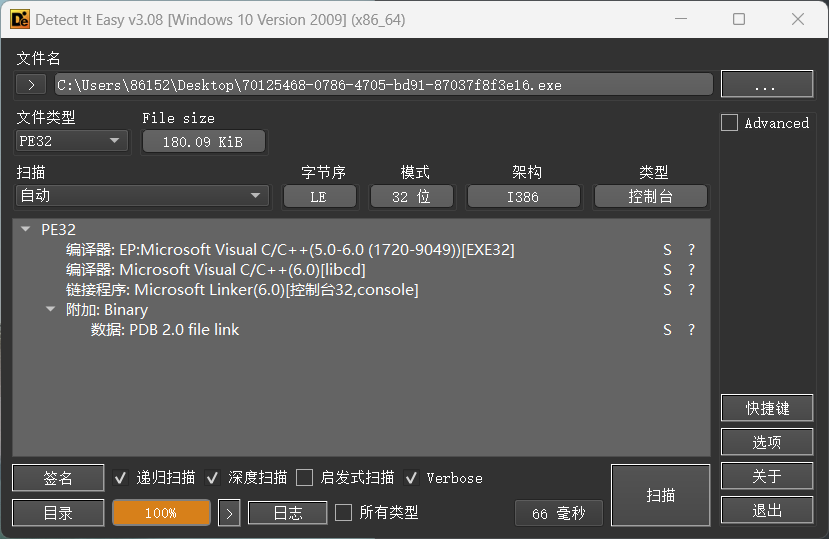 Detect It Easy v3.08 [Windows 10 Version 2009] (x86_64)
文件名
> C:\Users\86152\Desktop\70125468-0786-4705-bd91-87037f8f3e16.exe ...
文件类型 File size
PE32 180.09 KiB
Advanced
扫描 字节序 模式 架构 类型
自动 LE 32 位 I386 控制台
PE32
编译器: EP:Microsoft Visual C/C++(5.0-6.0 (1720-9049))[EXE32] S ?
编译器: Microsoft Visual C/C++(6.0)[libcd] S ?
链接程序: Microsoft Linker(6.0)[控制台32,console] S ?
附加: Binary
数据: PDB 2.0 file link S ?
快捷键
选项
签名 递归扫描 深度扫描 启发式扫描 Verbose 扫描 关于
目录 100% > 日志 所有类型 66 毫秒 退出